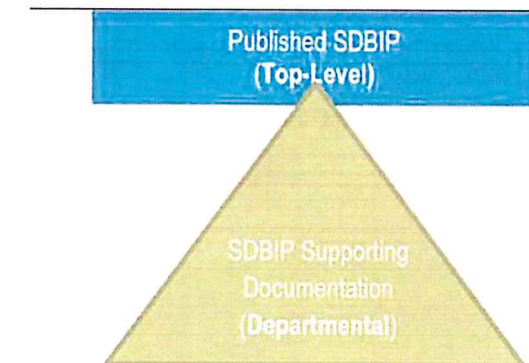 Published SDBIP
(Top-Level)
SDBIP Supporting
Documentation
(Departmental)